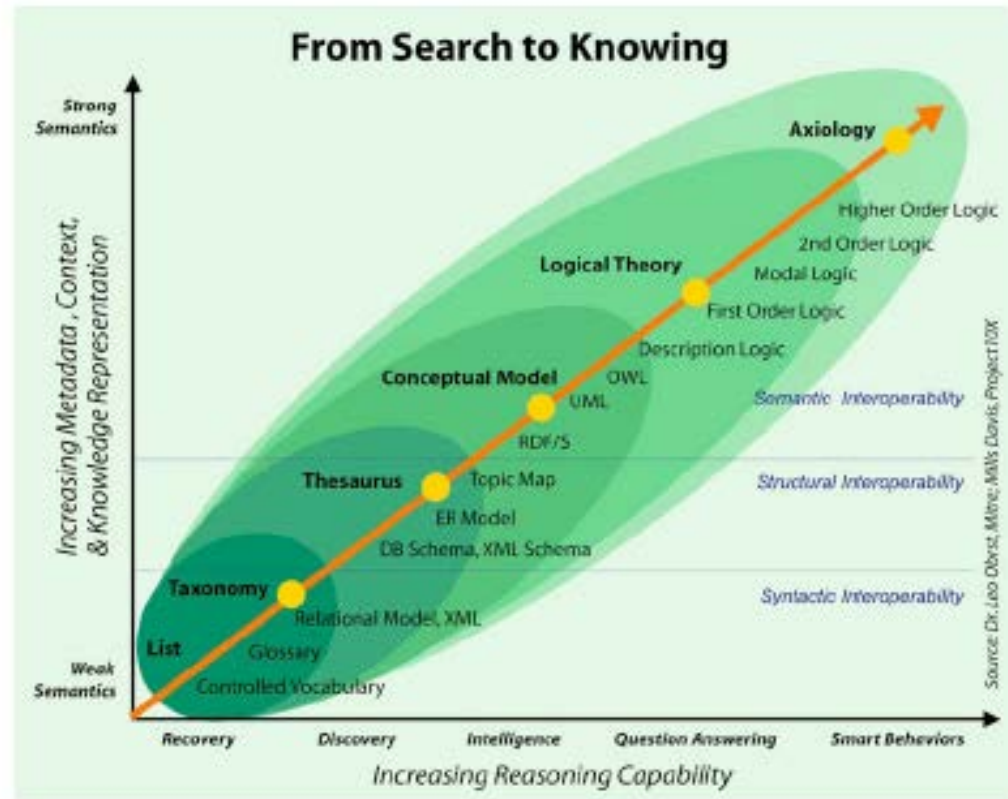 From Search to Knowing
Strong
Semantics
Axiology
Higher Order Logic
2nd Order Logic
Logical Theory
Modal Logic
First Order Logic
Description Logic
Conceptual Model
OWL
UML
Semantic Interoperability
RDF/S
Thesaurus
Topic Map
Structural Interoperability
ER Model
DB Schema, XML Schema
Taxonomy
Syntactic Interoperability
Relational Model, XML
List
Glossary
Controlled Vocabulary
Weak
Semantics
Increasing Metadata , Context,
& Knowledge Representation
Recovery Discovery Intelligence Question Answering Smart Behaviors
Increasing Reasoning Capability
Source: Dr. Leo Obrst, Mitre; Mills Davis, Project10X